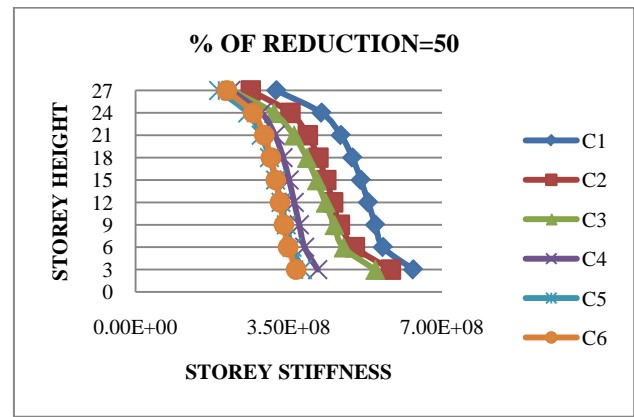 % OF REDUCTION=50
STOREY HEIGHT
27
24
21
18
15
12
9
6
3
0
0.00E+00 3.50E+08 7.00E+08
STOREY STIFFNESS
C1
C2
C3
C4
C5
C6